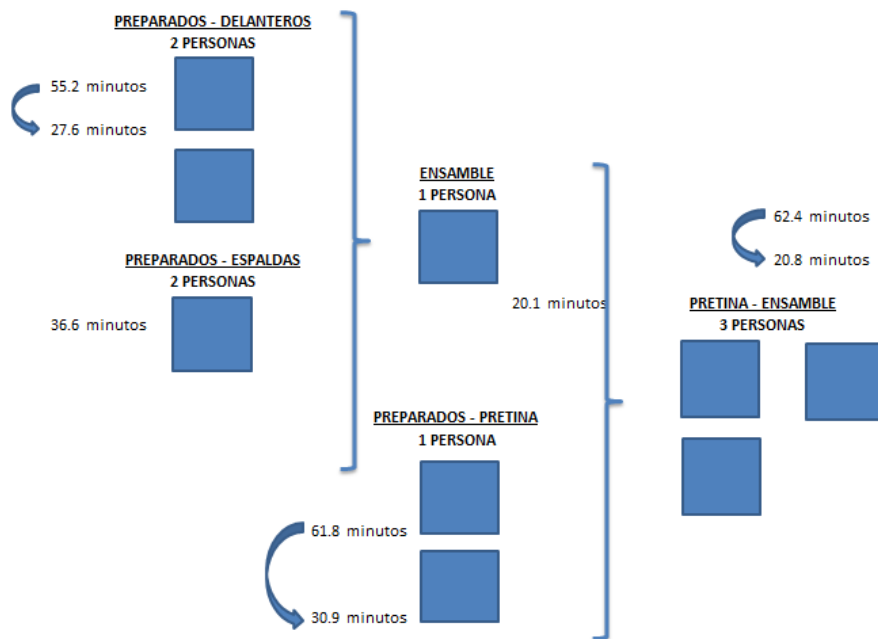 PREPARADOS - DELANTEROS
2 PERSONAS
55.2 minutos
27.6 minutos
PREPARADOS - ESPALDAS
2 PERSONAS
36.6 minutos
ENSAMBLE
1 PERSONA
20.1 minutos
PREPARADOS - PRETINA
1 PERSONA
61.8 minutos
30.9 minutos
62.4 minutos
20.8 minutos
PRETINA - ENSAMBLE
3 PERSONAS